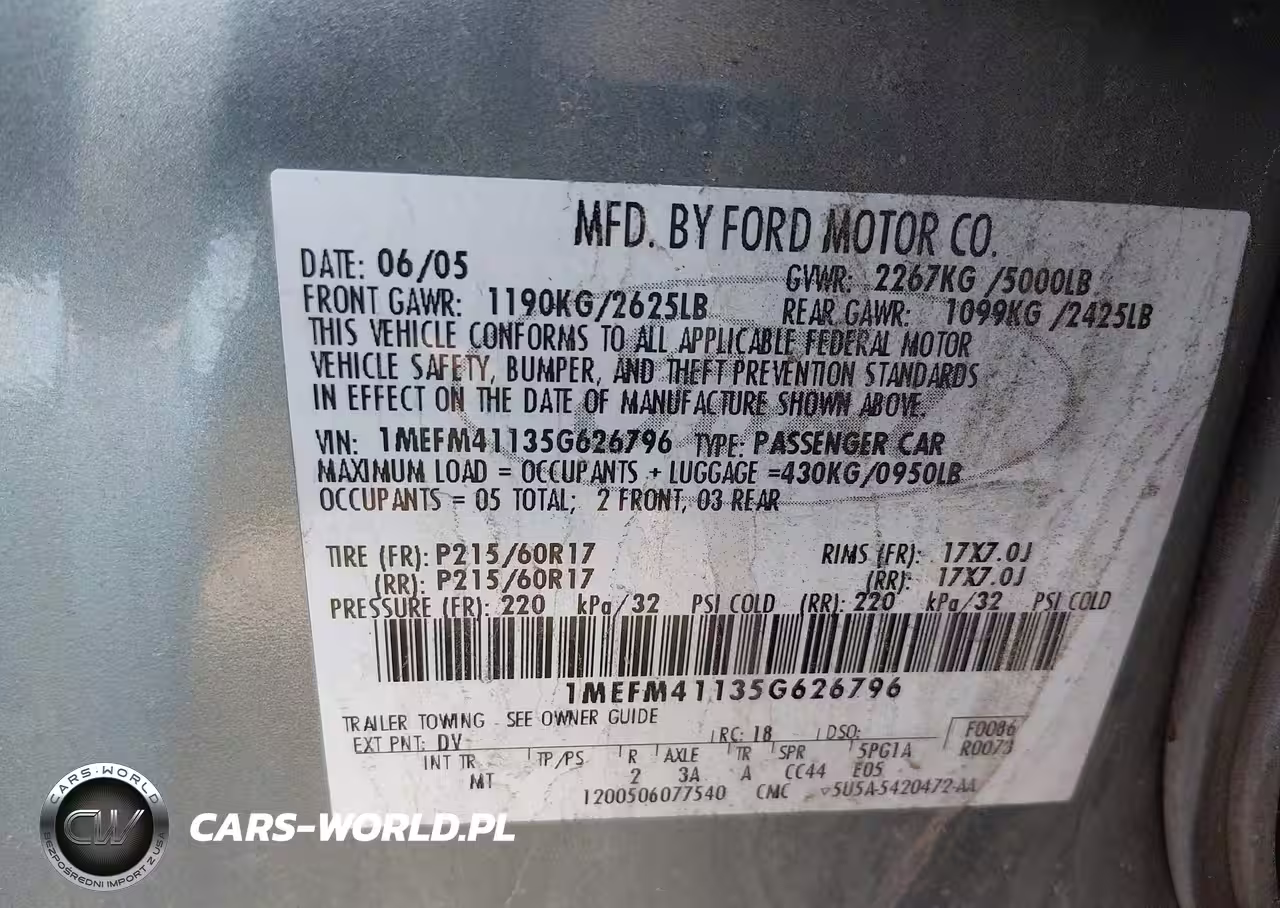 MFD. BY FORD MOTOR CO.
DATE: 06/05 GVWR: 2267KG /5000LB
FRONT GAWR: 1190KG/2625LB REAR GAWR: 1099KG /2425LB
THIS VEHICLE CONFORMS TO ALL APPLICABLE FEDERAL MOTOR
VEHICLE SAFETY, BUMPER, AND THEFT PREVENTION STANDARDS
IN EFFECT ON THE DATE OF MANUFACTURE SHOWN ABOVE.
VIN: 1MEFM41135G626796 TYPE: PASSENGER CAR
MAXIMUM LOAD = OCCUPANTS + LUGGAGE =430KG/0950LB
OCCUPANTS = 05 TOTAL; 2 FRONT, 03 REAR
TIRE (FR): P215/60R17 RIMS (FR): 17X7.0J
(RR): P215/60R17 (RR): 17X7.0J
PRESSURE (FR): 220 kPa/32 PSI COLD (RR): 220 kPa/32 PSI COLD
1MEFM41135G626796
TRAILER TOWING - SEE OWNER GUIDE
EXT PNT: DV RC: 18 DSO: F0086
R0073
INT TR TP/PS R AXLE TR SPR 5PG1A
MT 2 3A A CC44 E05
1200506077540 CMC 5U5A-5420472-AA
CARS-WORLD
CW
BEZPOŚREDNI IMPORT Z USA
CARS-WORLD.PL